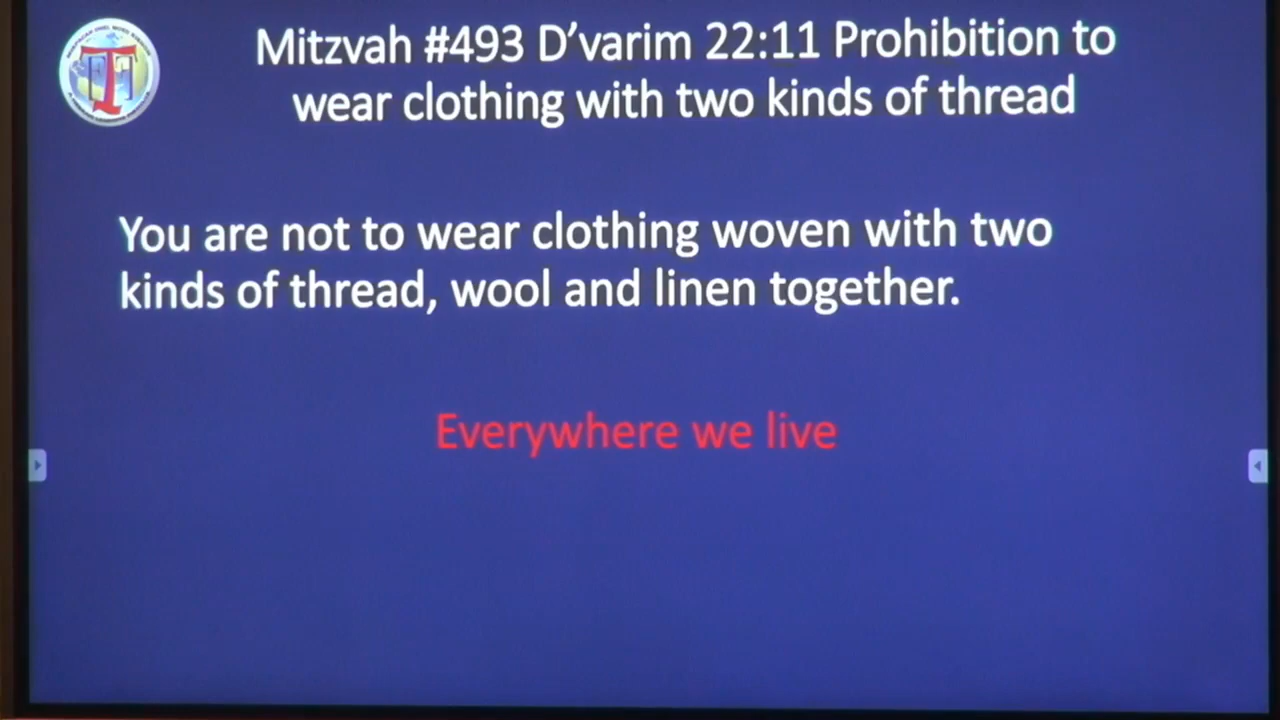 Mitzvah #493 D’varim 22:11 Prohibition to
wear clothing with two kinds of thread
You are not to wear clothing woven with two
kinds of thread, wool and linen together.
Everywhere we live